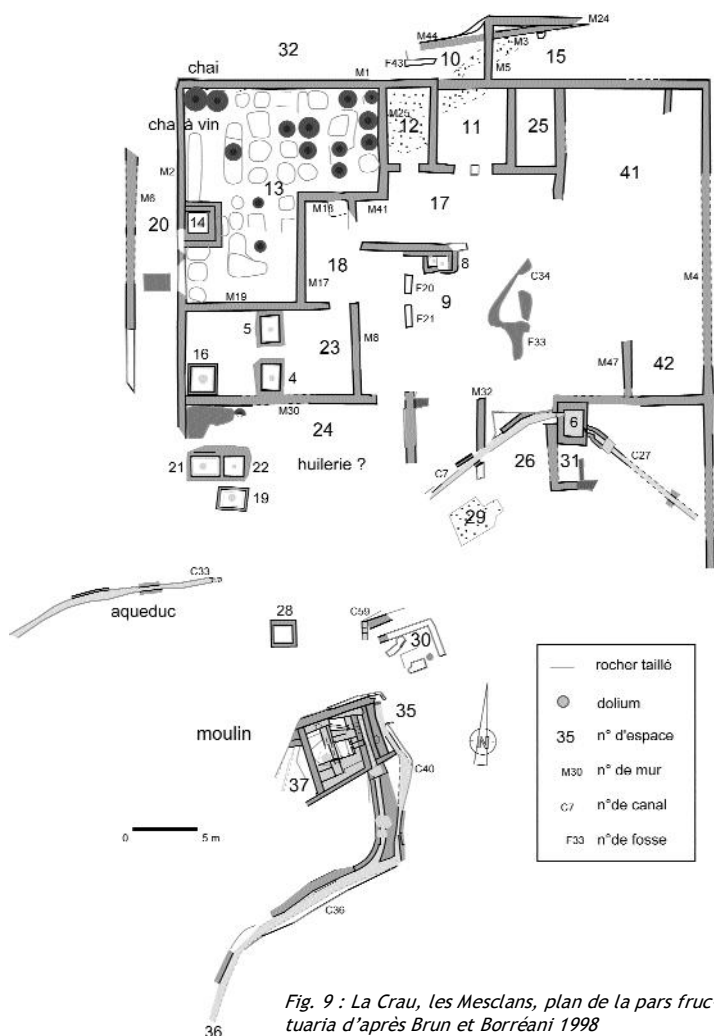 M24
M44
32
M3
10
15
chai
F43
M5
M1
chai à vin
M25
12
11
25
41
M2
13
M6
20
14
M18
M41
17
18
8
C34
M17
F20
9
M4
M19
F21
5
23
M8
F33
16
4
M47
42
M30
M32
24
6
21
22
huilerie ?
26
31
C27
C7
19
29
C33
aqueduc
28
C59
30
rocher taillé
dolium
35
moulin
35 n° d'espace
N
37
C40
M30 n° de mur
0 5 m
C7 n°de canal
F33 n°de fosse
C36
36
Fig. 9 : La Crau, les Mesclans, plan de la pars fruc
tuaria d'après Brun et Borréani 1998